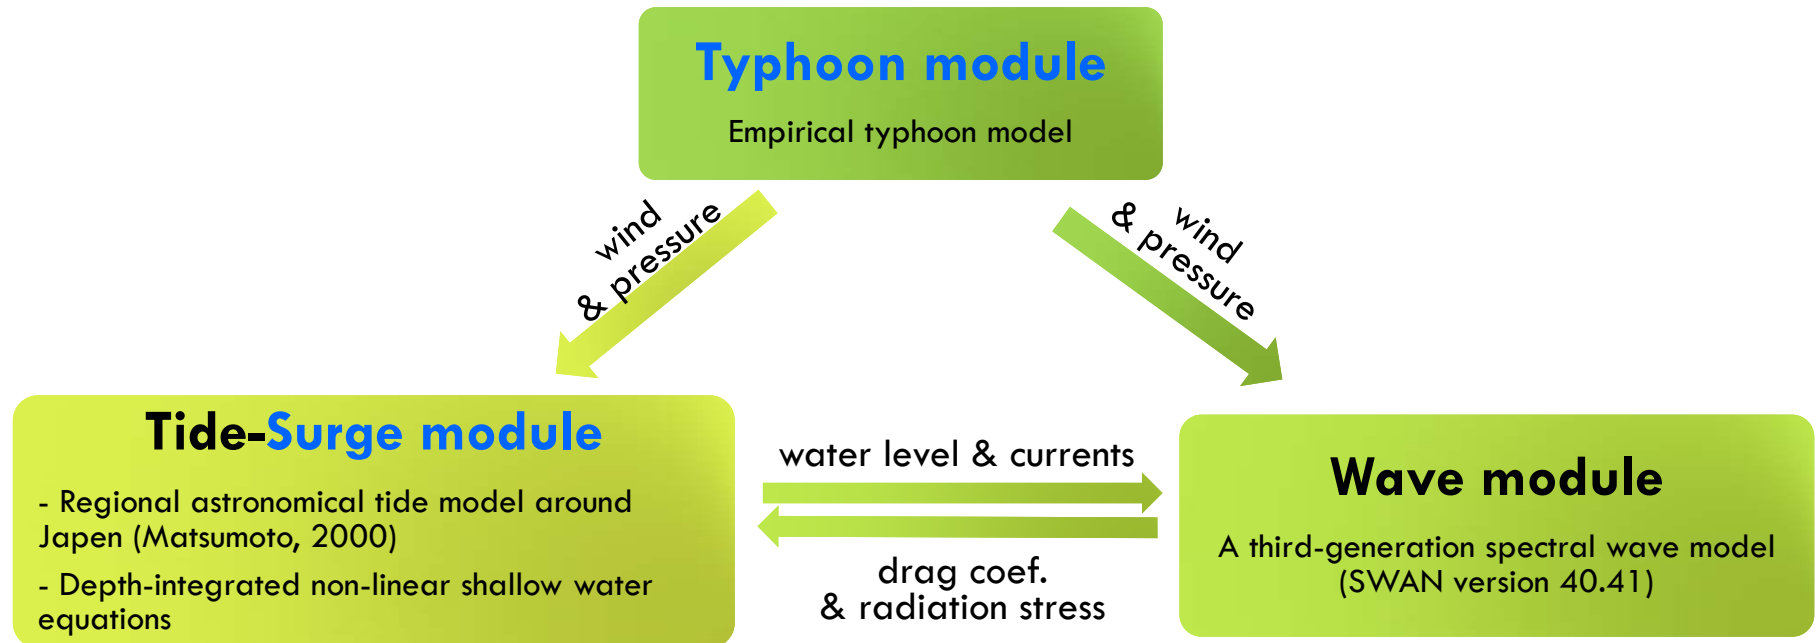 Typhoon module
Empirical typhoon model
wind
& pressure
wind
& pressure
Tide-Surge module
- Regional astronomical tide model around
Japen (Matsumoto, 2000)
- Depth-integrated non-linear shallow water
equations
water level & currents
drag coef.
& radiation stress
Wave module
A third-generation spectral wave model
(SWAN version 40.41)